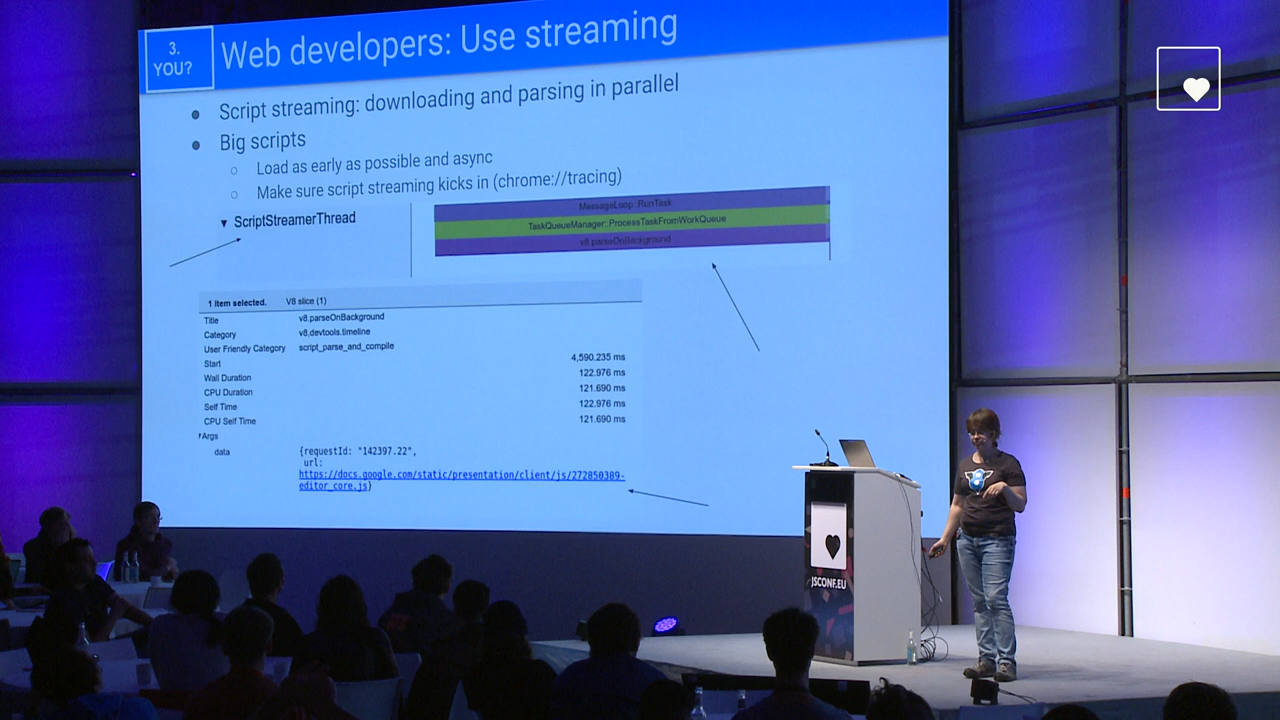 3.
YOU?
Web developers: Use streaming
● Script streaming: downloading and parsing in parallel
● Big scripts
○ Load as early as possible and async
○ Make sure script streaming kicks in (chrome://tracing)
▼ ScriptStreamerThread
MessageLoop::RunTask
TaskQueueManager::ProcessTaskFromWorkQueue
v8.parseOnBackground
1 item selected. V8 slice (1)
Title v8.parseOnBackground
Category v8,devtools.timeline
User Friendly Category script_parse_and_compile
Start 4,590.235 ms
Wall Duration 122.976 ms
CPU Duration 121.690 ms
Self Time 122.976 ms
CPU Self Time 121.690 ms
▾Args
data {requestId: "142397.22",
url:
https://docs.google.com/static/presentation/client/js/272850389-
editor_core.js}
JSCONF.EU